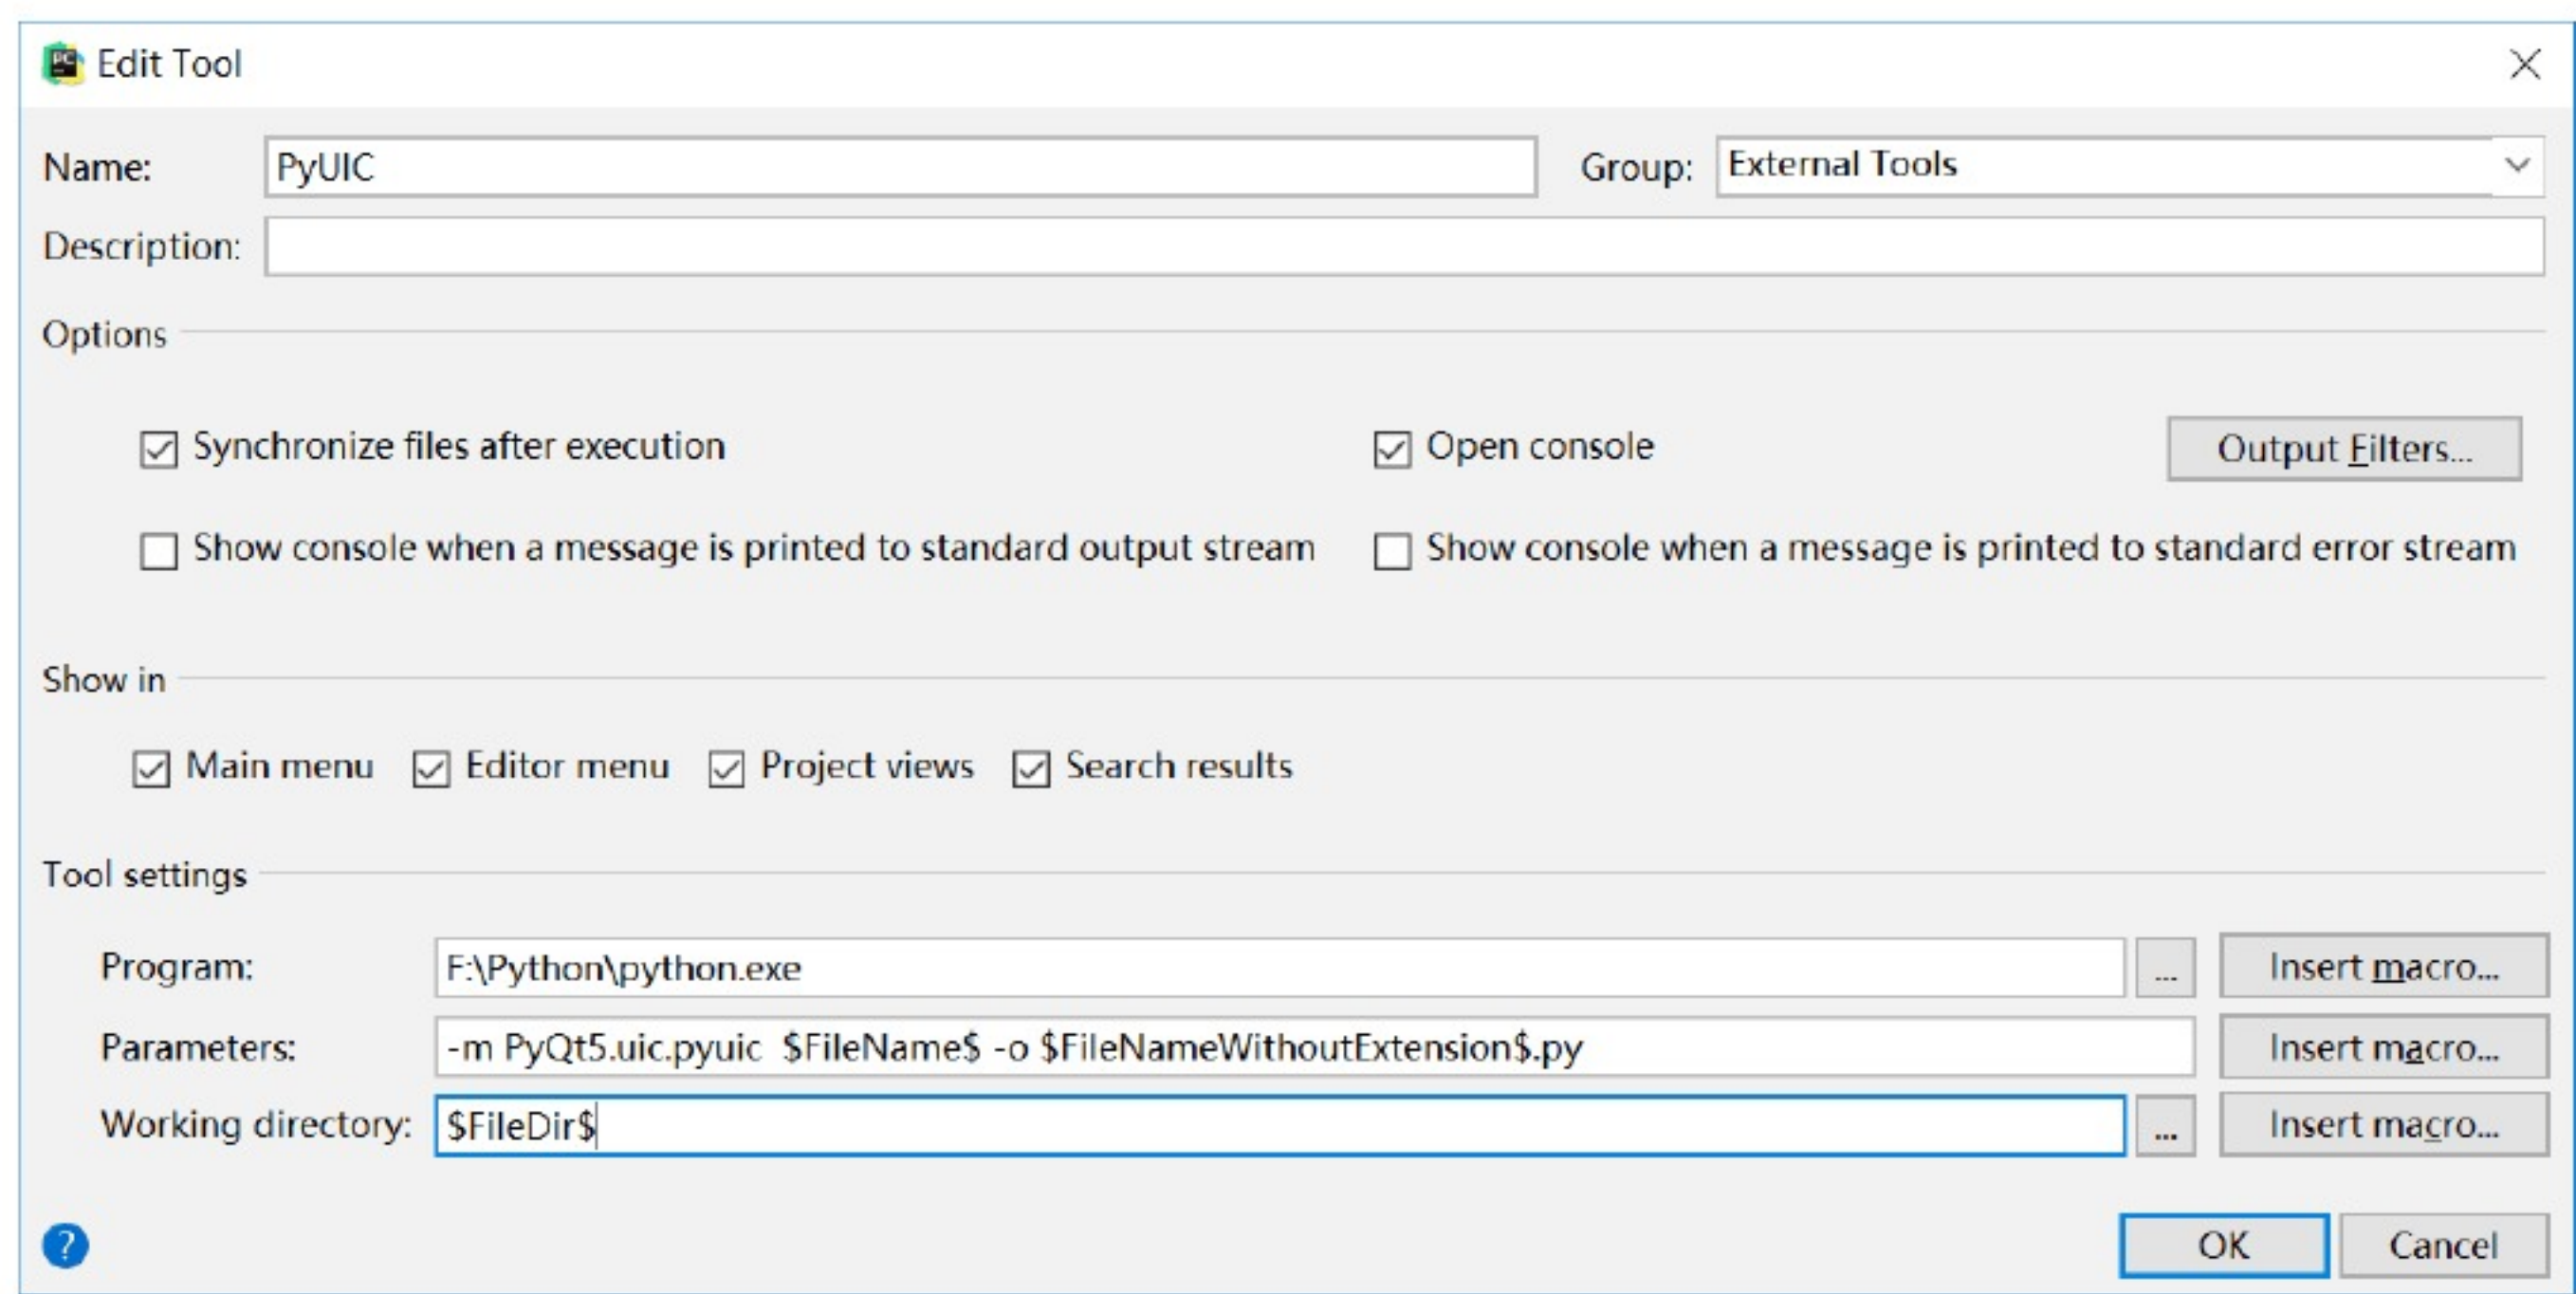 Edit Tool
Name: PyUIC Group: External Tools
Description:
Options
Synchronize files after execution Open console Output Filters...
Show console when a message is printed to standard output stream Show console when a message is printed to standard error stream
Show in
Main menu Editor menu Project views Search results
Tool settings
Program: F:\Python\python.exe ... Insert macro...
Parameters: -m PyQt5.uic.pyuic  $FileName$ -o $FileNameWithoutExtension$.py Insert macro...
Working directory: $FileDir$ ... Insert macro...
? OK Cancel